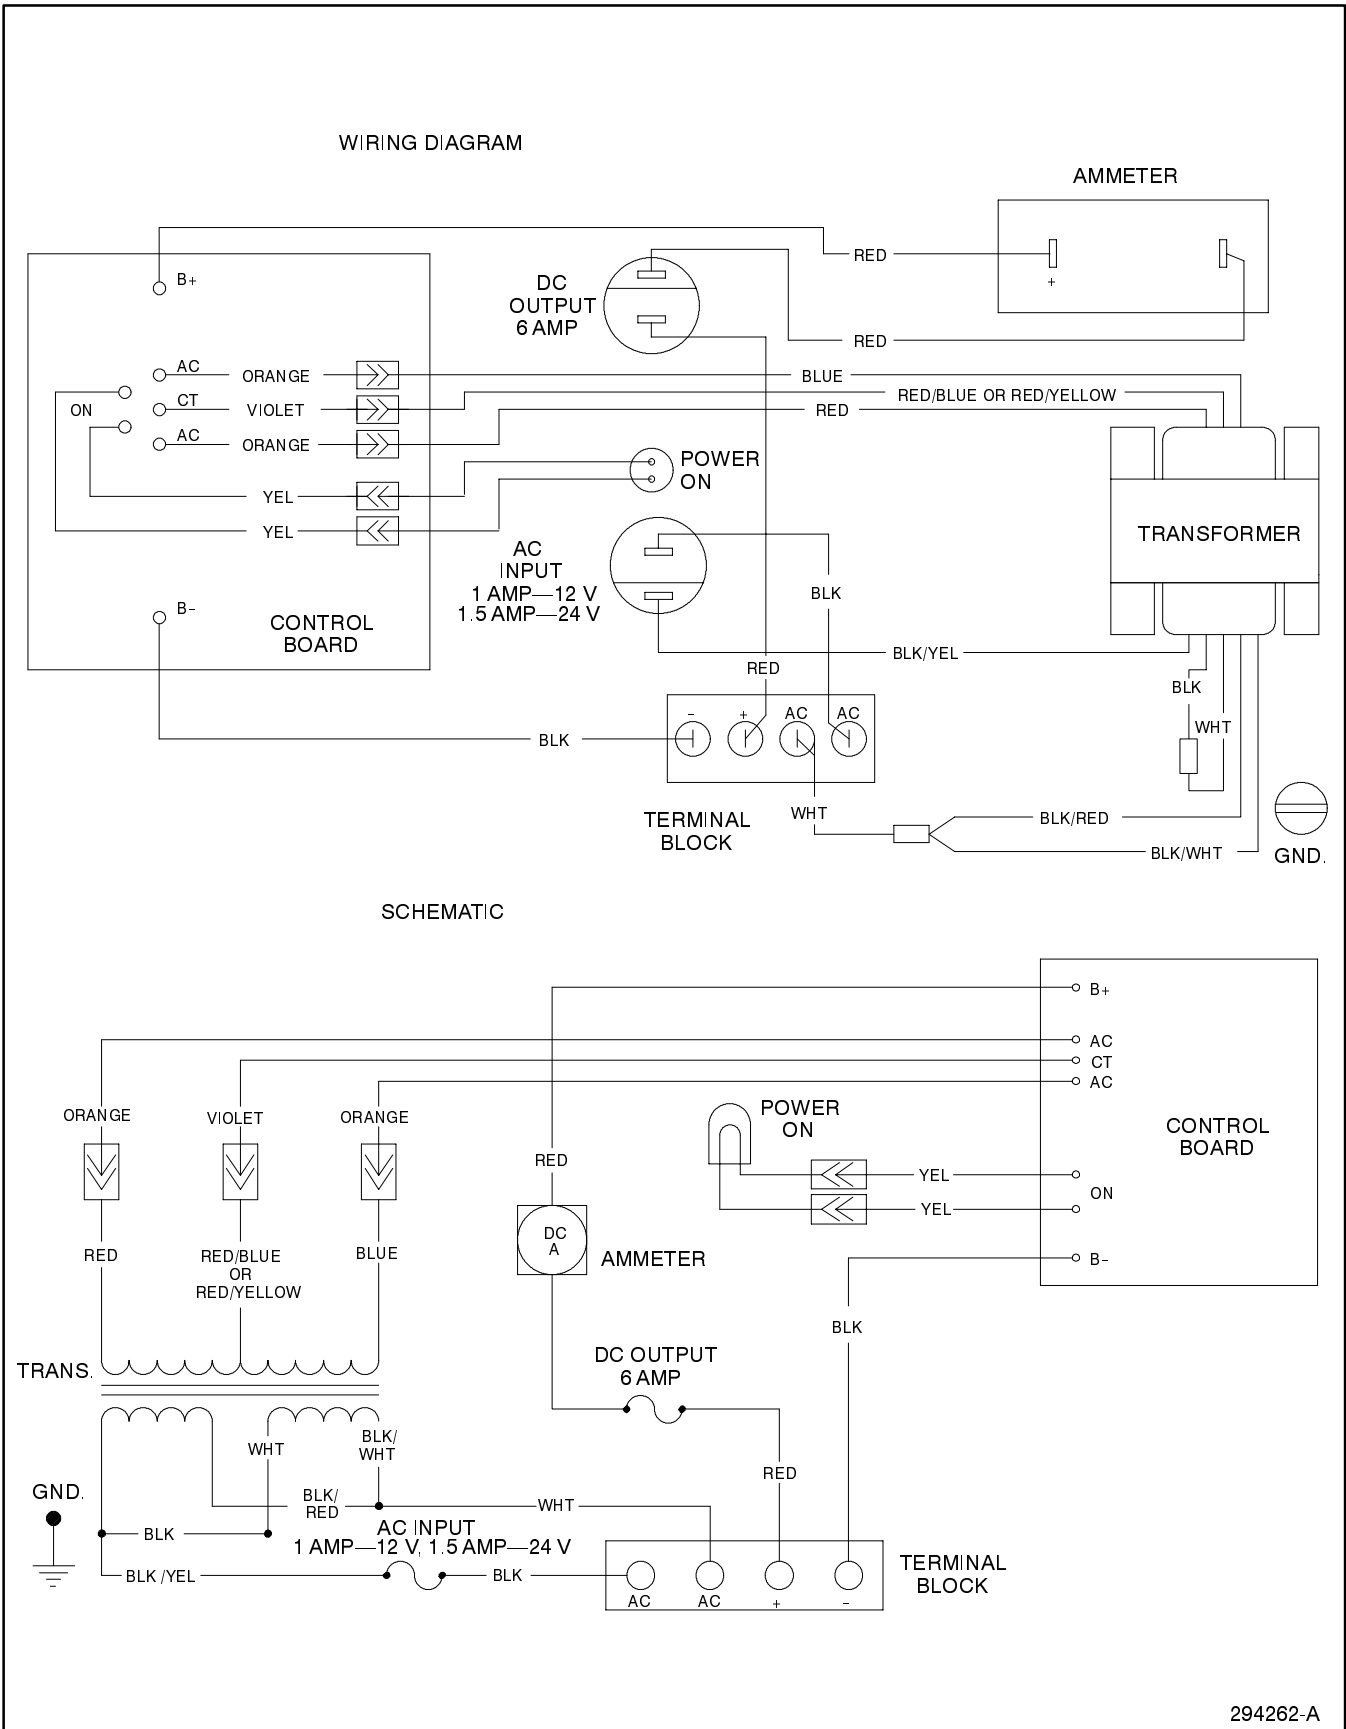 WIRING DIAGRAM
AMMETER
RED
+
B+
DC
OUTPUT
6 AMP
RED
AC
ORANGE
BLUE
ON
CT
VIOLET
RED/BLUE OR RED/YELLOW
RED
AC
ORANGE
POWER
ON
YEL
YEL
TRANSFORMER
AC
INPUT
1 AMP—12 V
1.5 AMP—24 V
BLK
B-
CONTROL
BOARD
BLK/YEL
RED
BLK
-
+
AC
AC
WHT
BLK
WHT
TERMINAL
BLOCK
BLK/RED
BLK/WHT
GND.
SCHEMATIC
B+
AC
CT
AC
ORANGE
VIOLET
ORANGE
POWER
ON
CONTROL
BOARD
RED
YEL
ON
YEL
DC
A
AMMETER
RED
RED/BLUE
OR
RED/YELLOW
BLUE
B-
BLK
TRANS.
DC OUTPUT
6 AMP
WHT
BLK/
WHT
RED
GND.
BLK/
RED
WHT
BLK
AC INPUT
1 AMP—12 V, 1.5 AMP—24 V
BLK /YEL
BLK
AC
AC
+
-
TERMINAL
BLOCK
294262-A